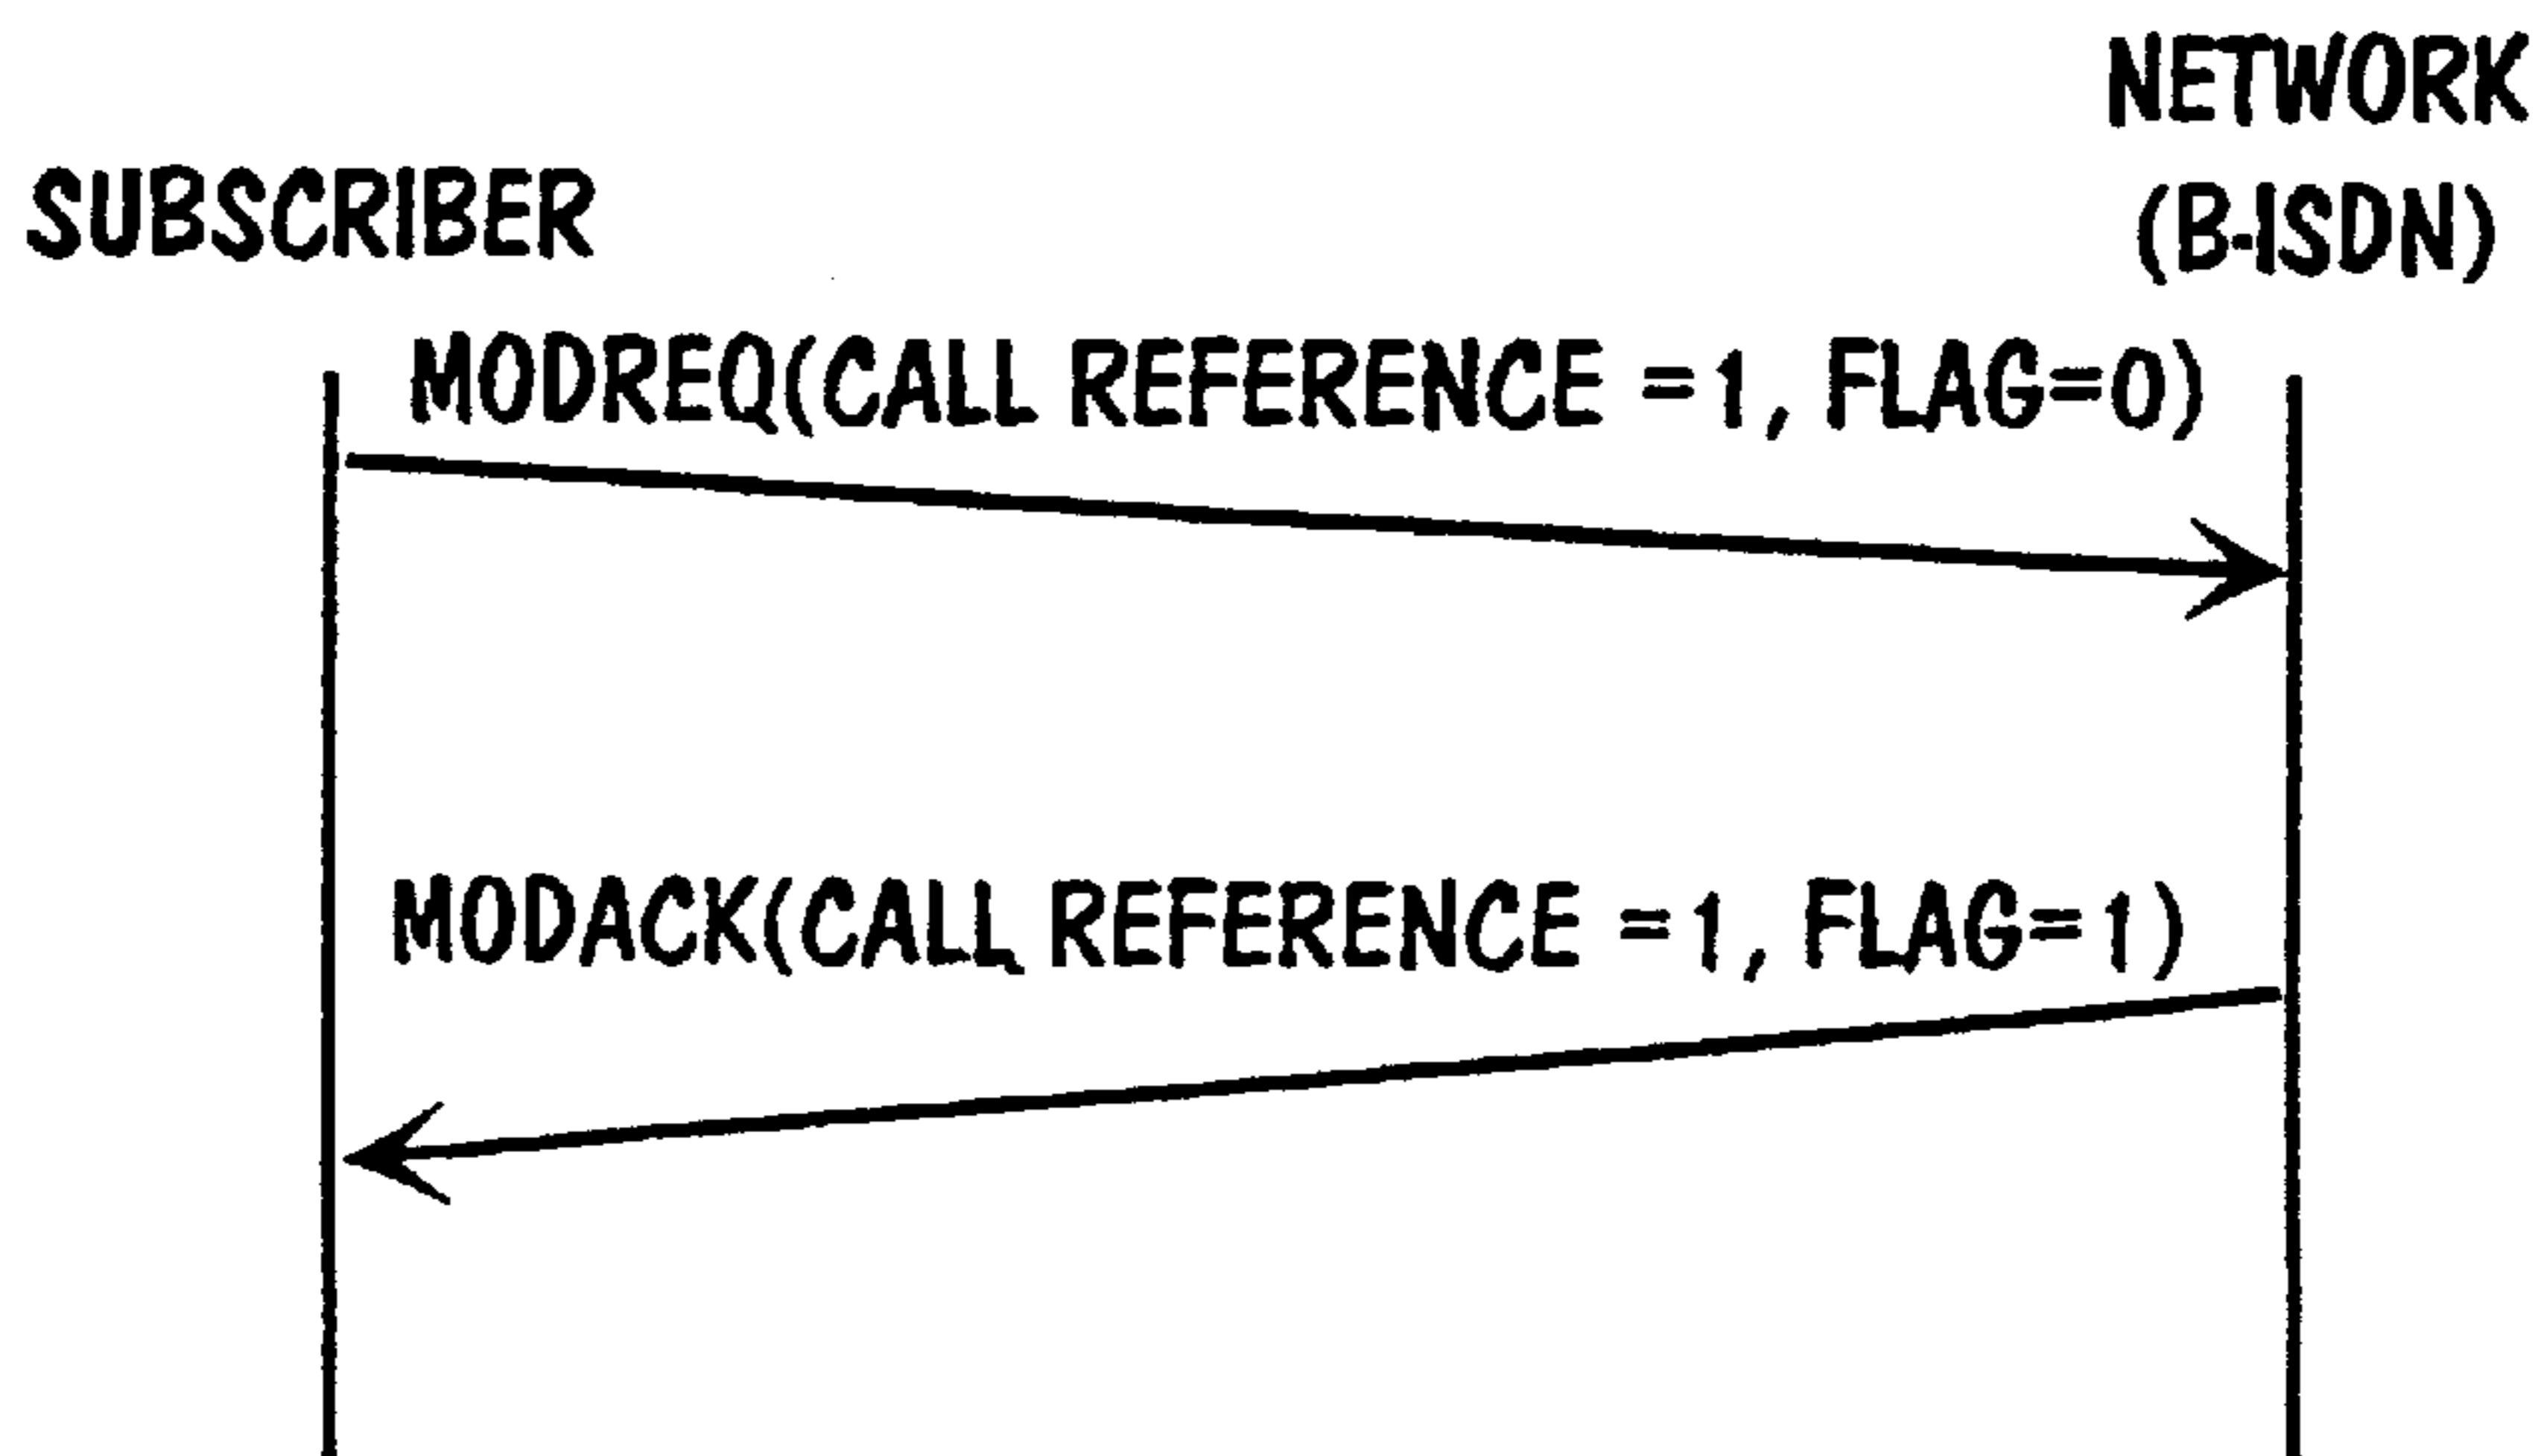 NETWORK
SUBSCRIBER
(B-ISDN)
MODREQ(CALL REFERENCE =1, FLAG=0)
MODACK(CALL REFERENCE =1, FLAG=1)